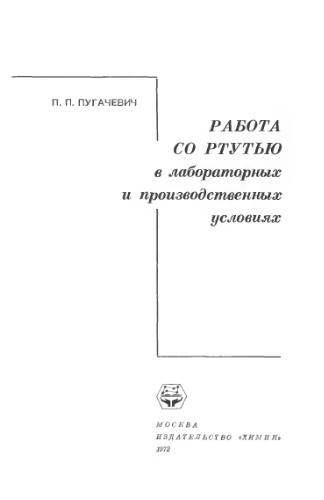 П. П. ПУГАЧЕВИЧ
РАБОТА
СО РТУТЬЮ
в лабораторных
и производственных
условиях
МОСКВА
ИЗДАТЕЛЬСТВО «ХИМИЯ»
1972